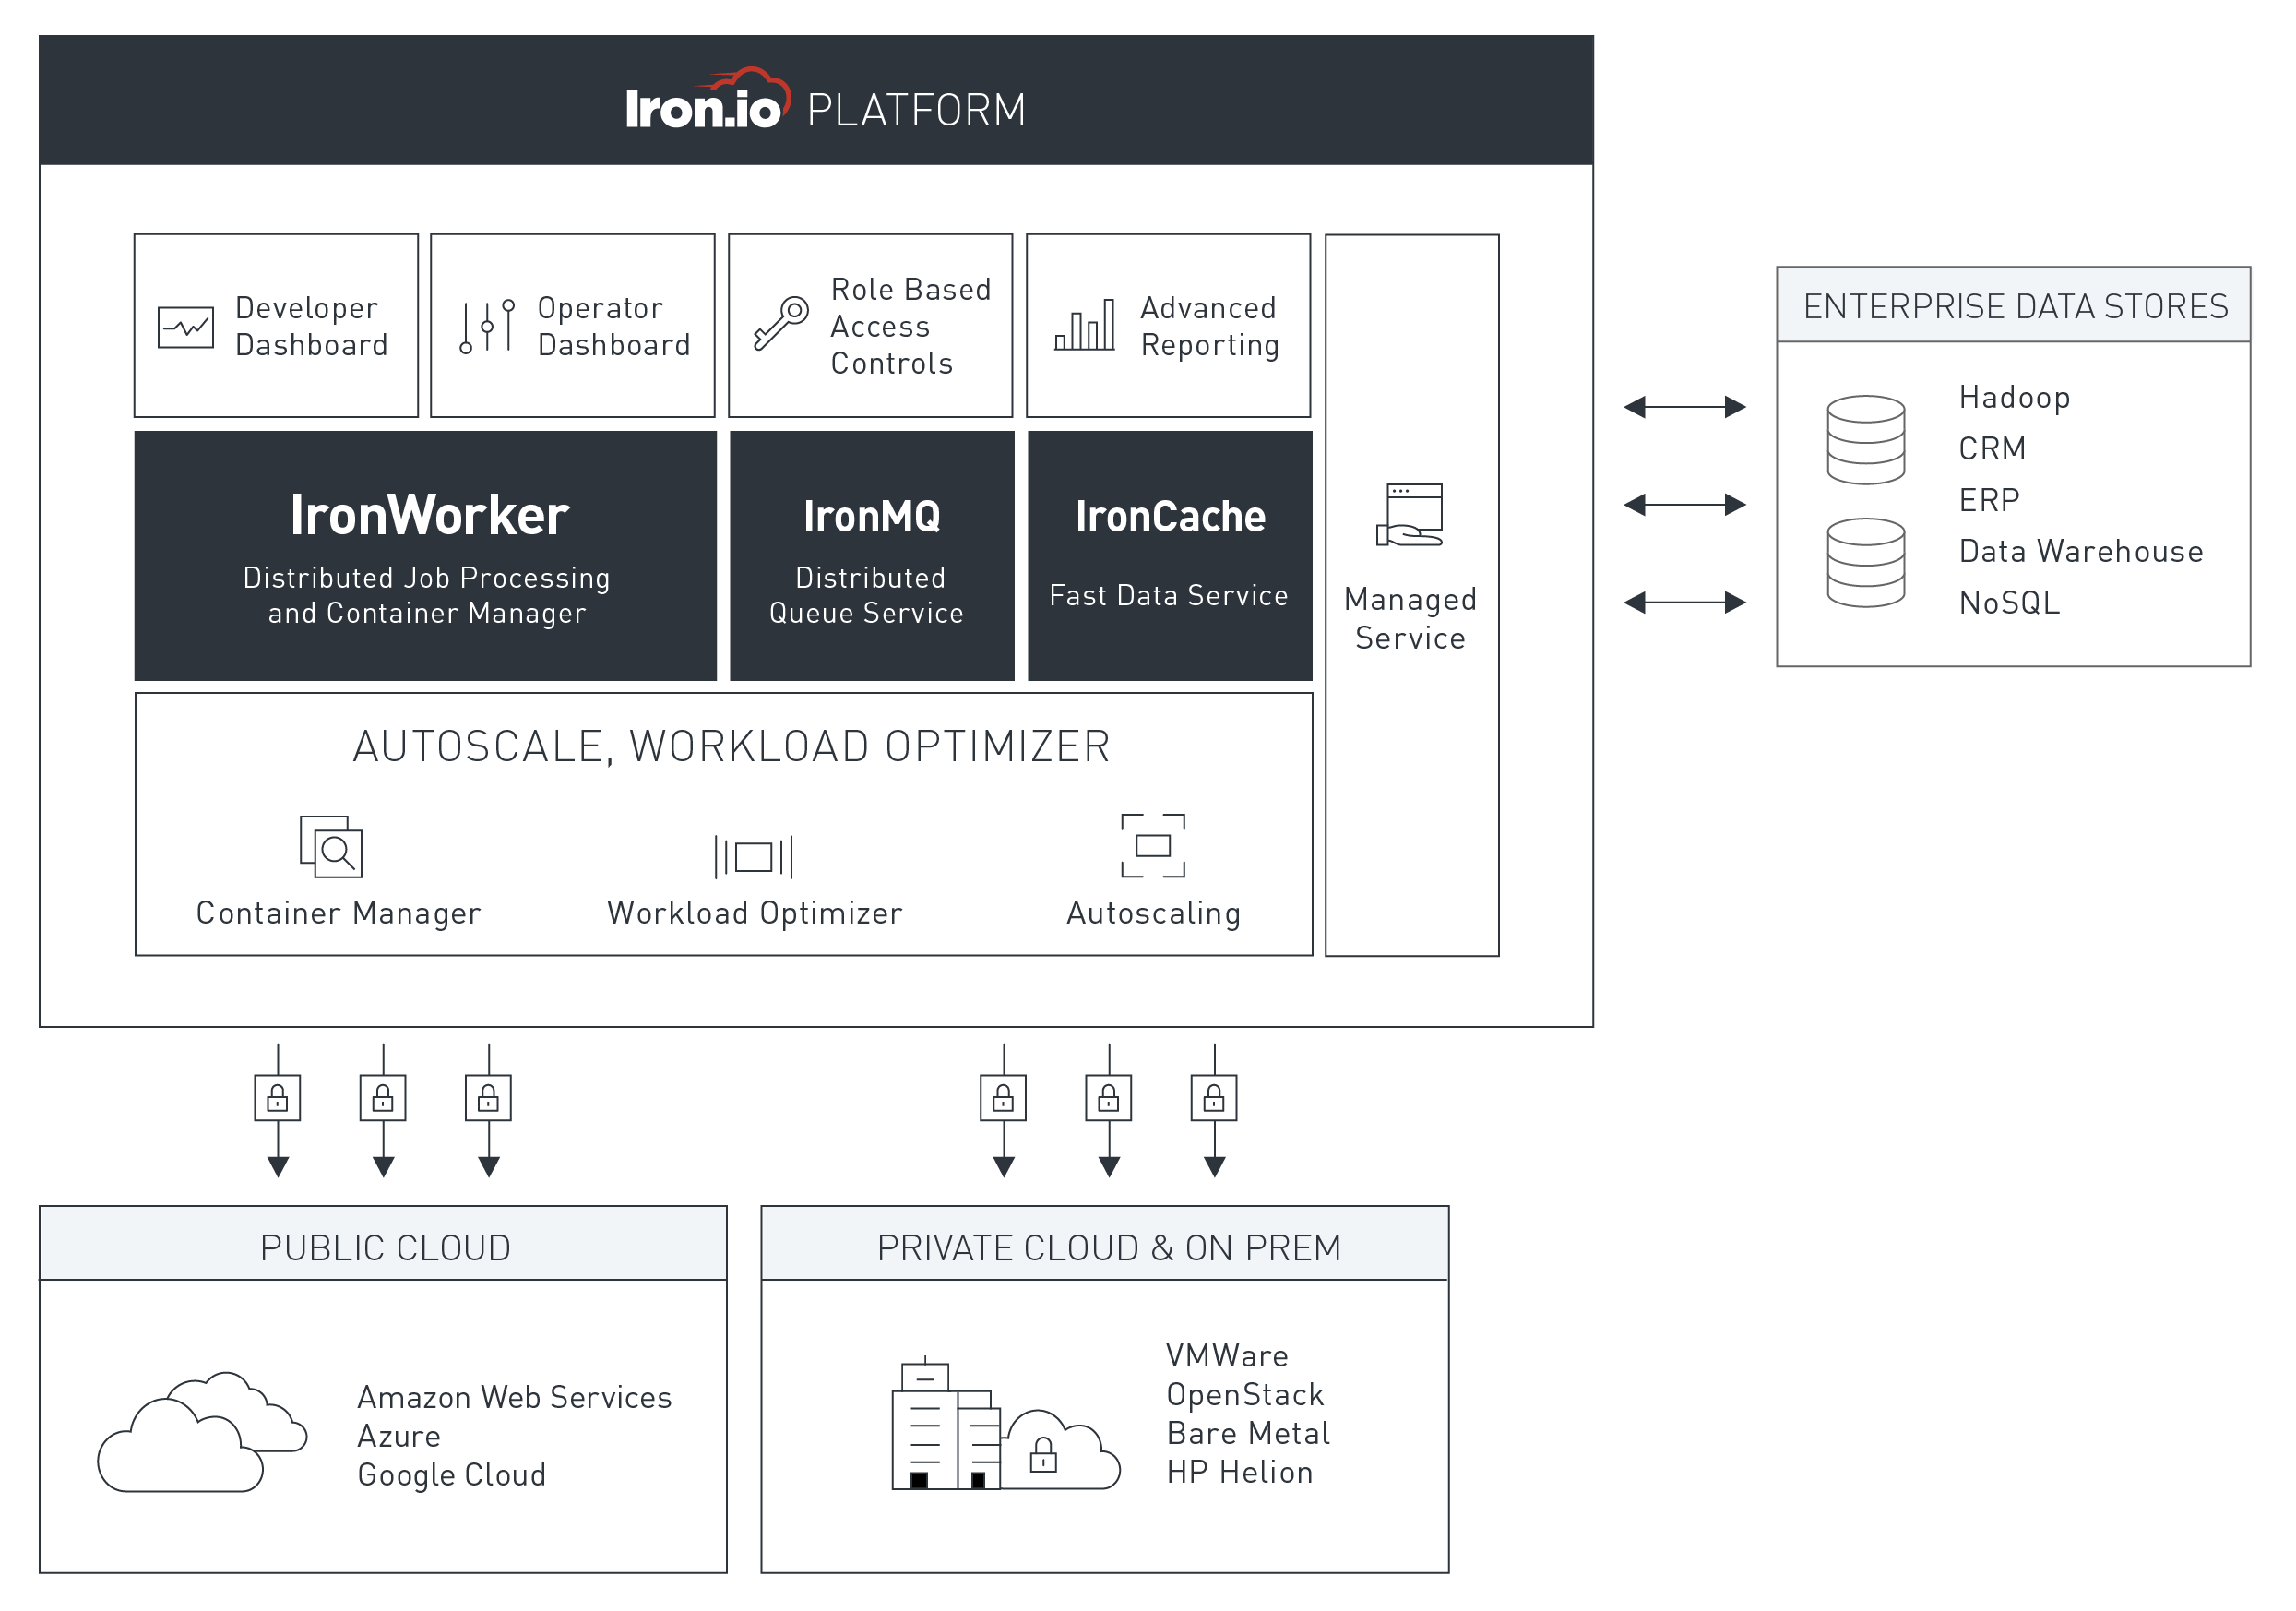 Iron.io PLATFORM
Developer
Dashboard
Operator
Dashboard
Role Based
Access
Controls
Advanced
Reporting
IronWorker
Distributed Job Processing
and Container Manager
IronMQ
Distributed
Queue Service
IronCache
Fast Data Service
Managed
Service
AUTOSCALE, WORKLOAD OPTIMIZER
Container Manager
Workload Optimizer
Autoscaling
ENTERPRISE DATA STORES
Hadoop
CRM
ERP
Data Warehouse
NoSQL
PUBLIC CLOUD
Amazon Web Services
Azure
Google Cloud
PRIVATE CLOUD & ON PREM
VMWare
OpenStack
Bare Metal
HP Helion